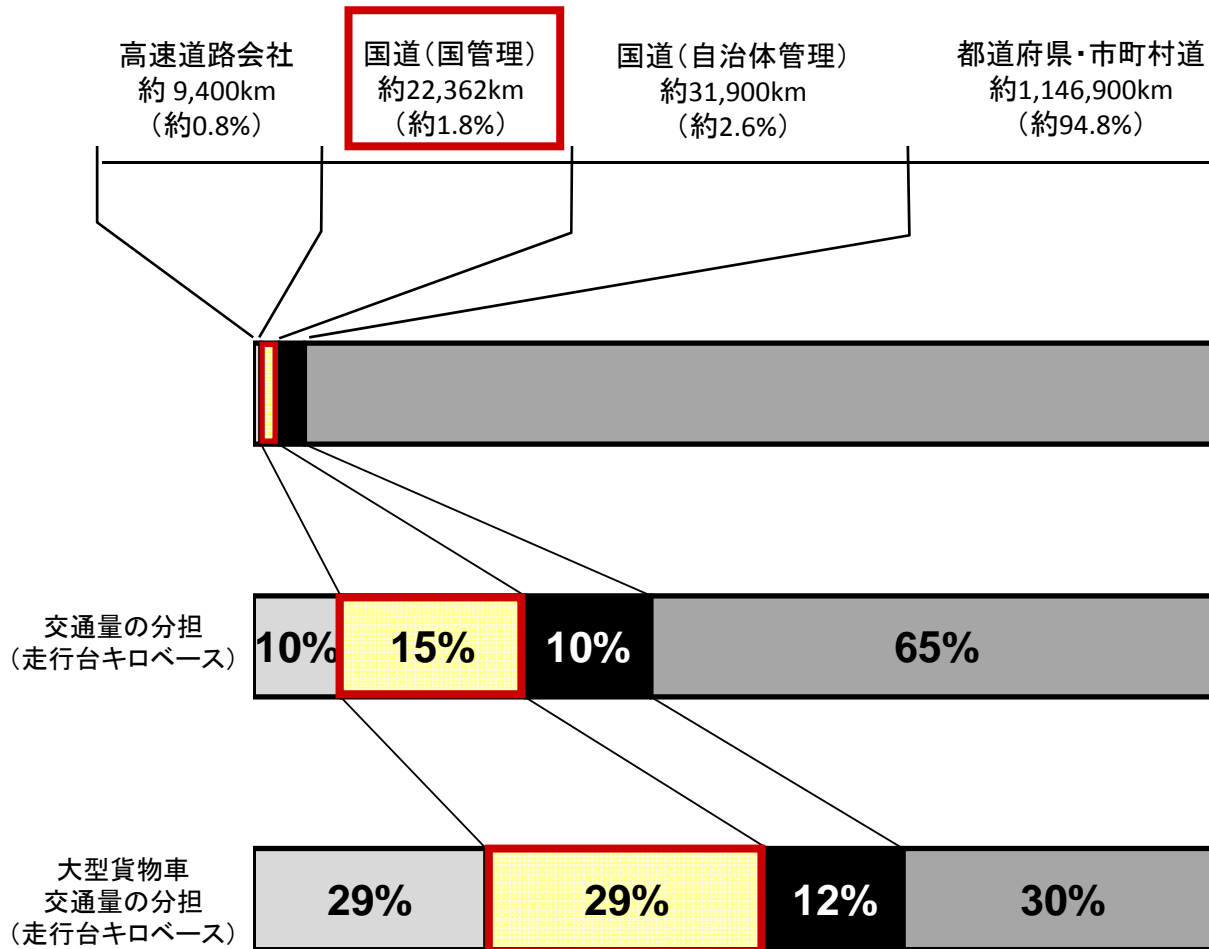 高速道路会社
約 9,400km
（約0.8%）
国道（国管理）
約22,362km
（約1.8%）
国道（自治体管理）
約31,900km
（約2.6%）
都道府県・市町村道
約1,146,900km
（約94.8%）
交通量の分担
（走行台キロベース）
10%
15%
10%
65%
大型貨物車
交通量の分担
（走行台キロベース）
29%
29%
12%
30%